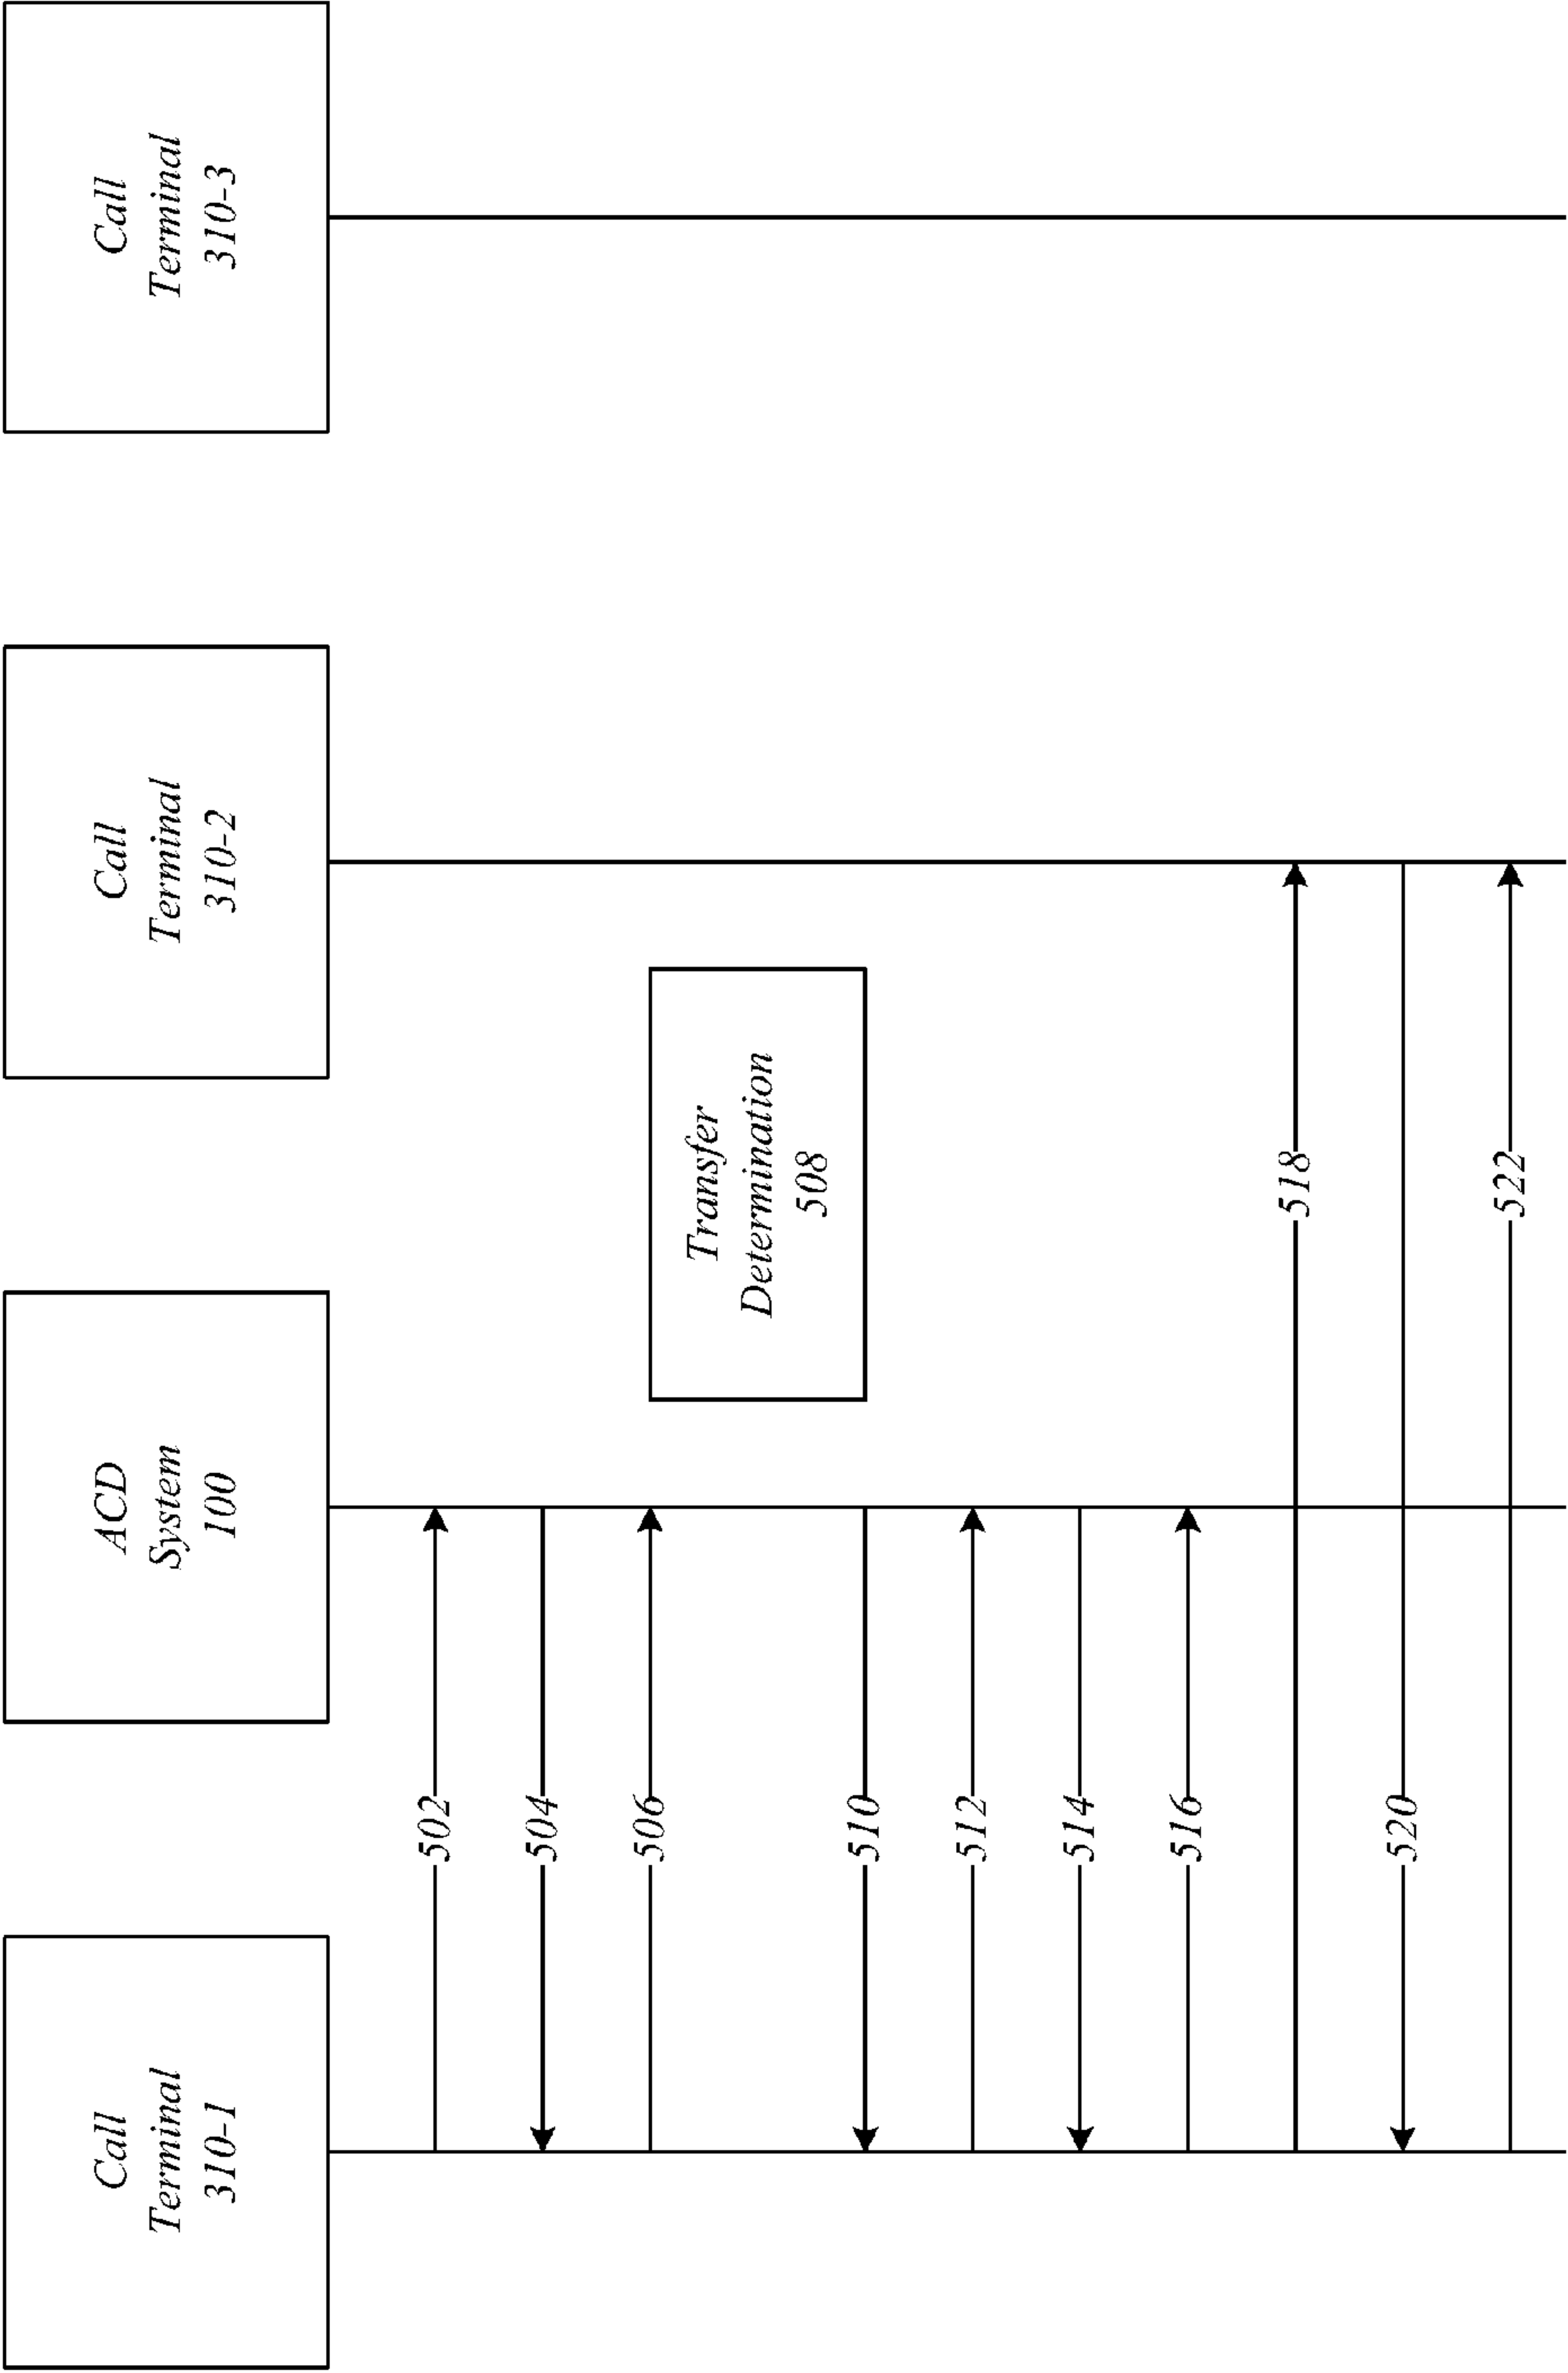 Call
Terminal
310-1
ACD
System
100
Call
Terminal
310-2
Call
Terminal
310-3
502
504
506
Transfer
Determination
508
510
512
514
516
518
520
522